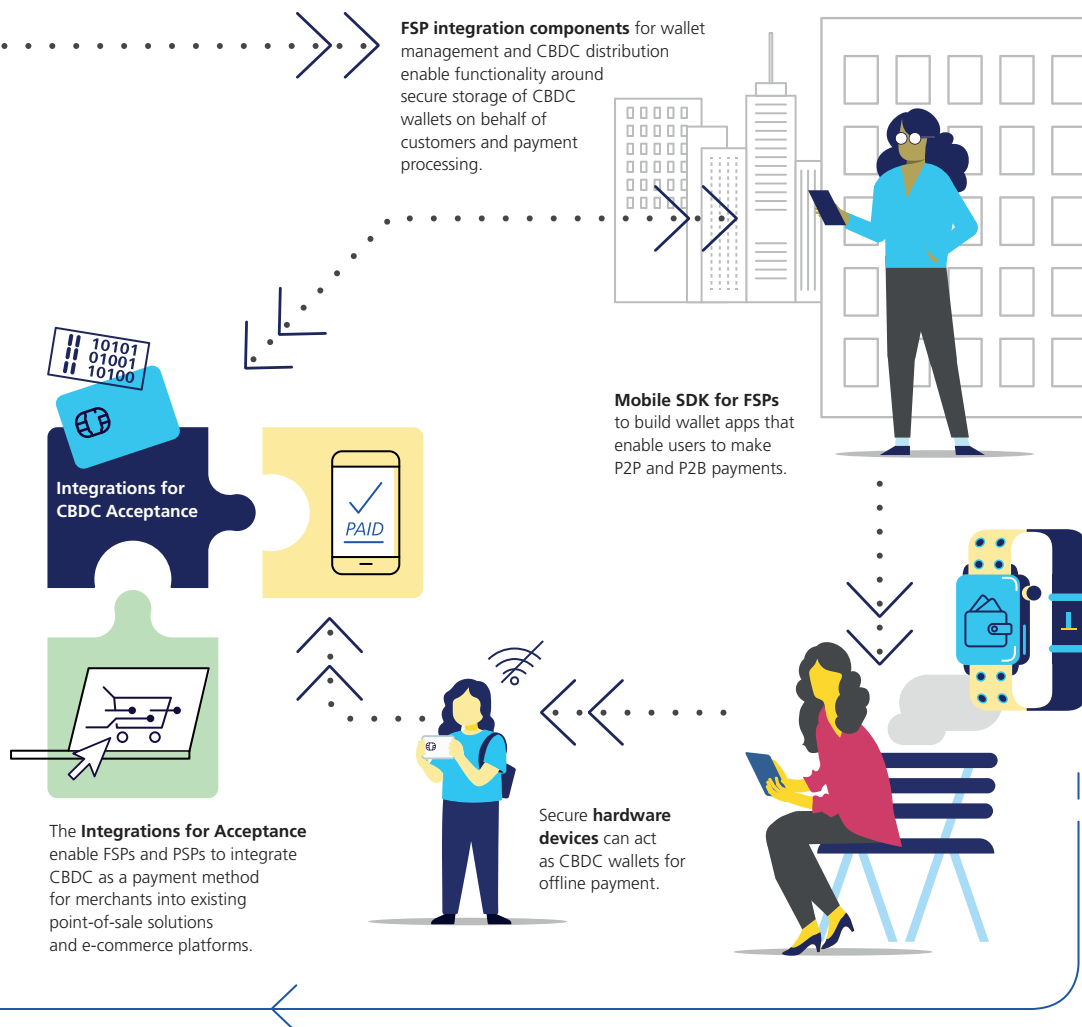 FSP integration components for wallet
management and CBDC distribution
enable functionality around
secure storage of CBDC
wallets on behalf of
customers and payment
processing.
Mobile SDK for FSPs
to build wallet apps that
enable users to make
P2P and P2B payments.
10101
01001
10100
Integrations for
CBDC Acceptance
PAID
The Integrations for Acceptance
enable FSPs and PSPs to integrate
CBDC as a payment method
for merchants into existing
point-of-sale solutions
and e-commerce platforms.
Secure hardware
devices can act
as CBDC wallets for
offline payment.